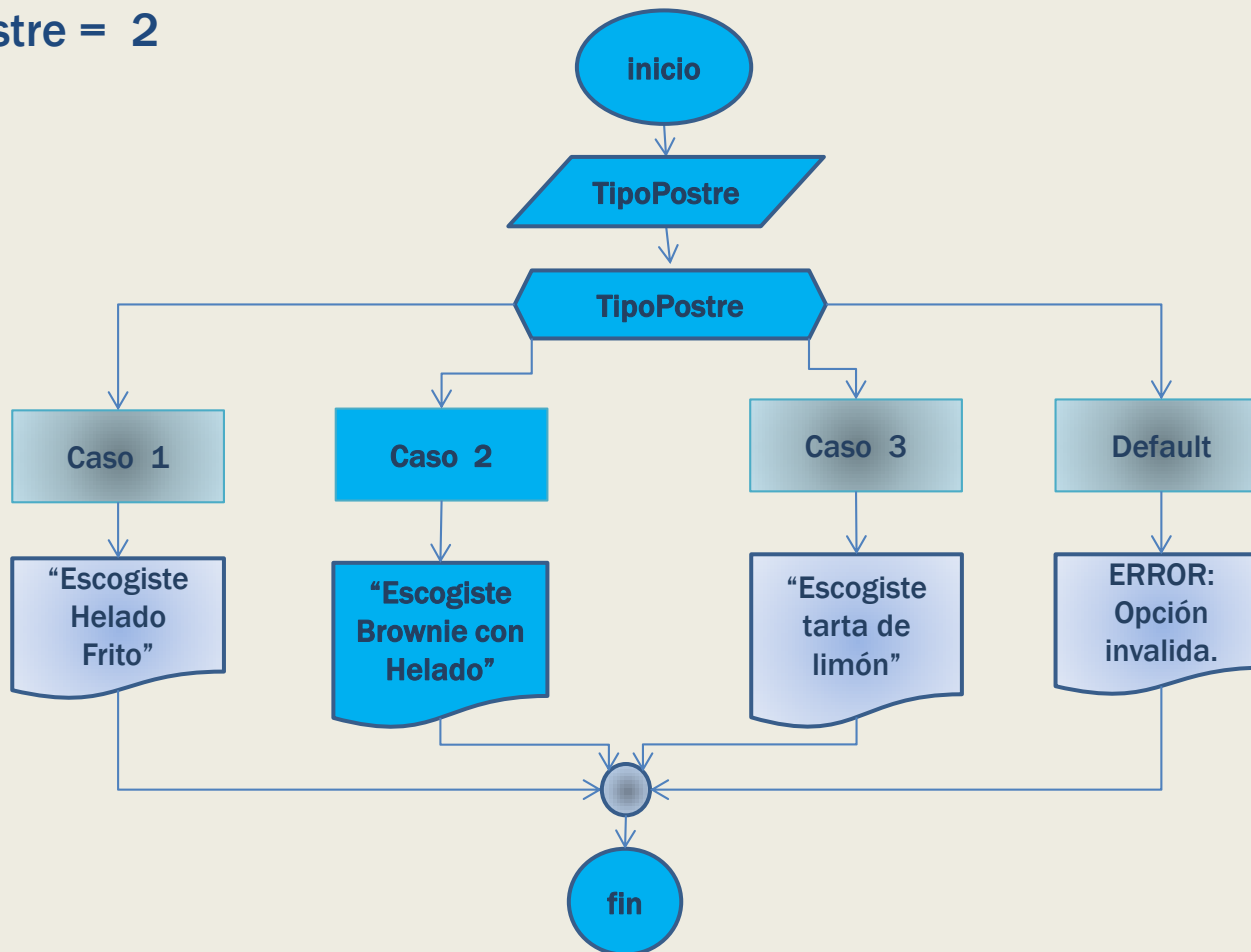 stre = 2
inicio
TipoPostre
TipoPostre
Caso 1
Caso 2
Caso 3
Default
“Escogiste
Helado
Frito”
“Escogiste
Brownie con
Helado”
“Escogiste
tarta de
limón”
ERROR:
Opción
invalida.
fin